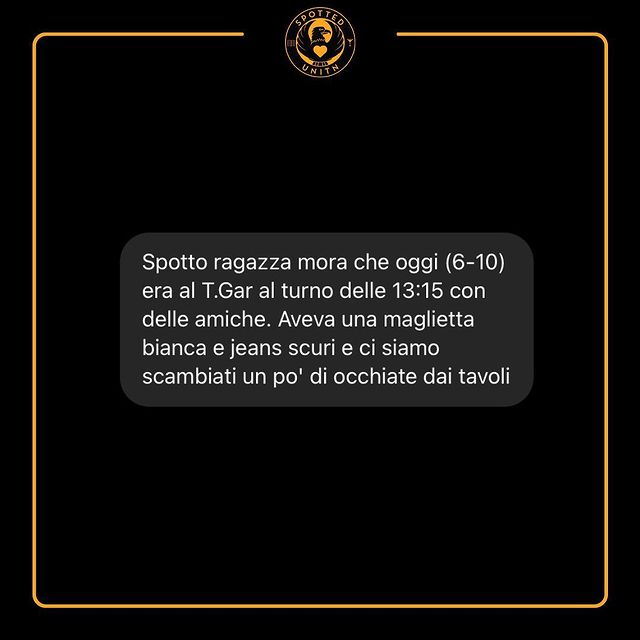 SPOTTED
UNITN
Spotto ragazza mora che oggi (6-10)
era al T.Gar al turno delle 13:15 con
delle amiche. Aveva una maglietta
bianca e jeans scuri e ci siamo
scambiati un po' di occhiate dai tavoli